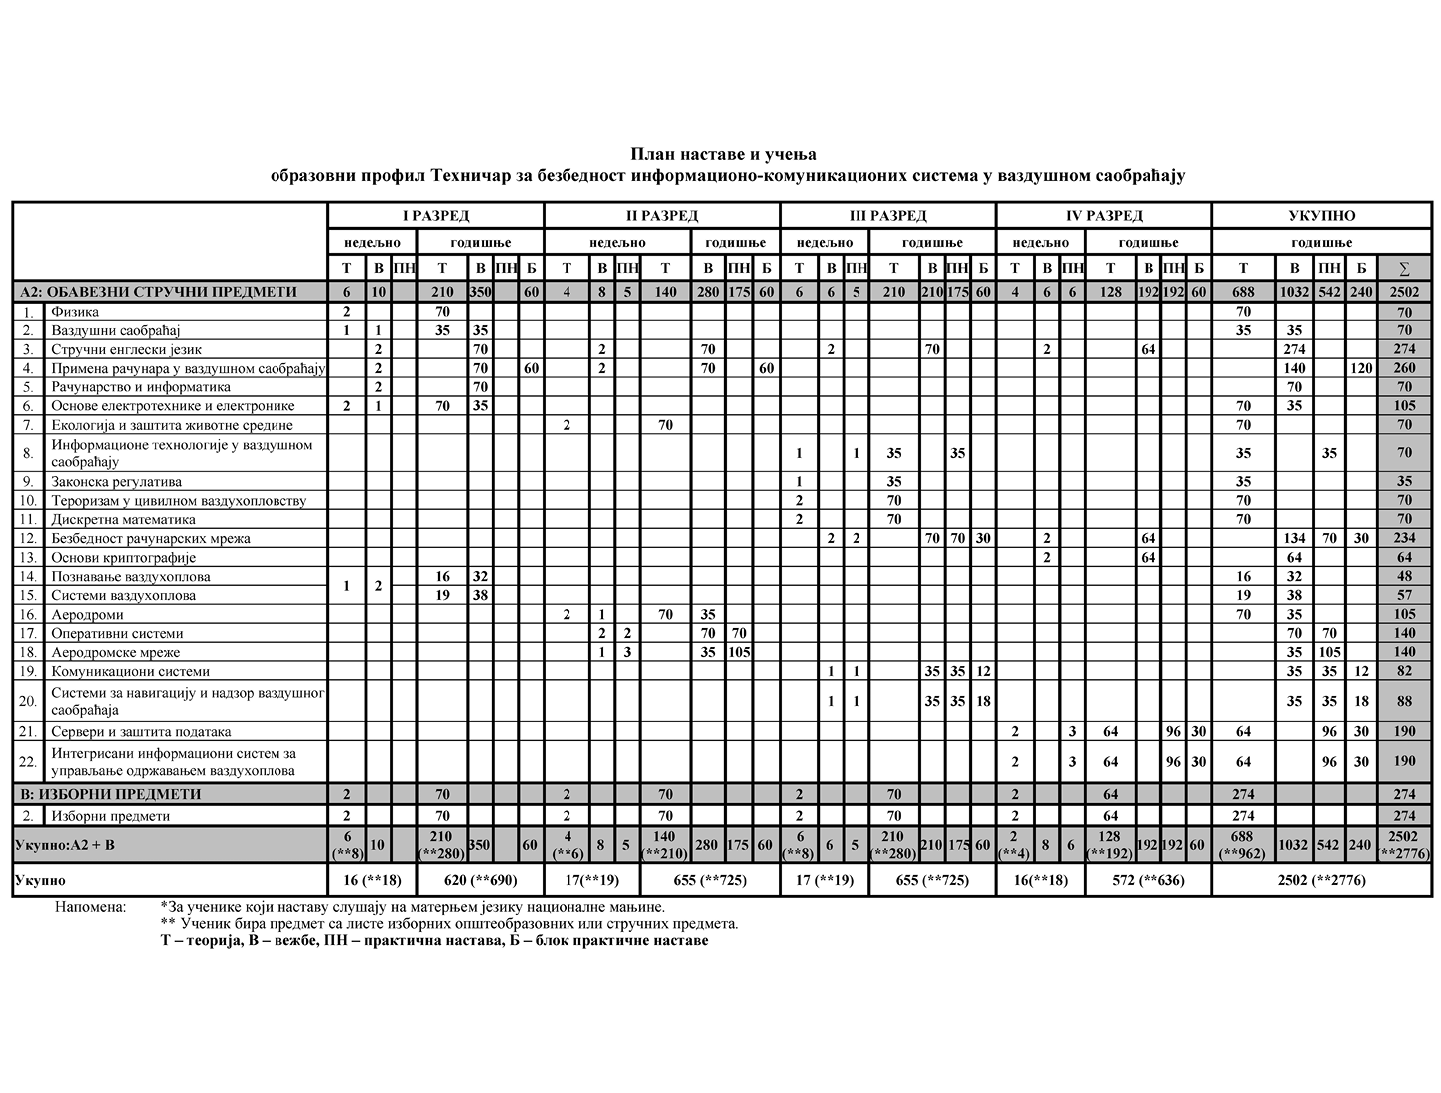 План наставе и учења
образовни профил Техничар за безбедност информационо-комуникационих система у ваздушном саобраћају
I РАЗРЕД II РАЗРЕД III РАЗРЕД IV РАЗРЕД УКУПНО
недељно годишње недељно годишње недељно годишње недељно годишње годишње
Т В ПН Т В ПН Б Т В ПН Т В ПН Б Т В ПН Т В ПН Б Т В ПН Т В ПН Б Т В ПН Б ∑
А2: ОБАВЕЗНИ СТРУЧНИ ПРЕДМЕТИ 6 10 210 350 60 4 8 5 140 280 175 60 6 6 5 210 210 175 60 4 6 6 128 192 192 60 688 1032 542 240 2502
1. Физика 2 70 70 70
2. Ваздушни саобраћај 1 1 35 35 35 35 70
3. Стручни енглески језик 2 70 2 70 2 70 2 64 274 274
4. Примена рачунара у ваздушном саобраћају 2 70 60 2 70 60 140 120 260
5. Рачунарство и информатика 2 70 70 70
6. Основе електротехнике и електронике 2 1 70 35 70 35 105
7. Екологија и заштита животне средине 2 70 70 70
8. Информационе технологије у ваздушном
саобраћају 1 1 35 35 35 35 70
9. Законска регулатива 1 35 35 35
10. Тероризам у цивилном ваздухопловству 2 70 70 70
11. Дискретна математика 2 70 70 70
12. Безбедност рачунарских мрежа 2 2 70 70 30 2 64 134 70 30 234
13. Основи криптографије 2 64 64 64
14. Познавање ваздухоплова 1 2 16 32 16 32 48
15. Системи ваздухоплова 19 38 19 38 57
16. Аеродроми 2 1 70 35 70 35 105
17. Оперативни системи 2 2 70 70 70 70 140
18. Аеродромске мреже 1 3 35 105 35 105 140
19. Комуникациони системи 1 1 35 35 12 35 35 12 82
20. Системи за навигацију и надзор ваздушног
саобраћаја 1 1 35 35 18 35 35 18 88
21. Сервери и заштита података 2 3 64 96 30 64 96 30 190
22. Интегрисани информациони систем за
управљање одржавањем ваздухоплова 2 3 64 96 30 64 96 30 190
В: ИЗБОРНИ ПРЕДМЕТИ 2 70 2 70 2 70 2 64 274 274
2. Изборни предмети 2 70 2 70 2 70 2 64 274 274
Укупно:А2 + В 6 (**8) 10 210 (**280) 350 60 4 (**6) 8 5 140 (**210) 280 175 60 6 (**8) 6 5 210 (**280) 210 175 60 2 (**4) 8 6 128 (**192) 192 192 60 688 (**962) 1032 542 240 2502 (**2776)
Укупно 16 (**18) 620 (**690) 17(**19) 655 (**725) 17 (**19) 655 (**725) 16(**18) 572 (**636) 2502 (**2776)
Напомена: *За ученике који наставу слушају на матерњем језику националне мањине.
** Ученик бира предмет са листе изборних општеобразовних или стручних предмета.
Т – теорија, В – вежбе, ПН – практична настава, Б – блок практичне наставе